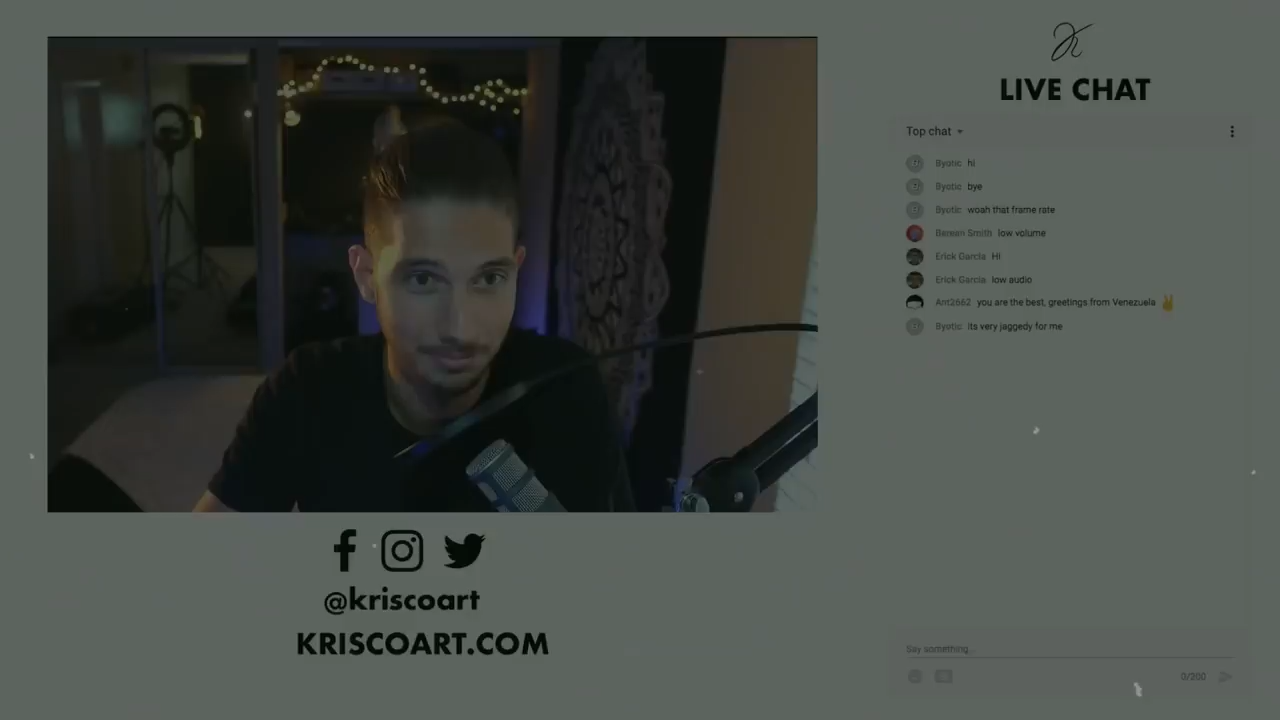 LIVE CHAT
Top chat
Byotic hi
Byotic bye
Byotic woah that frame rate
Berean Smith low volume
Erick Garcia Hi
Erick Garcia low audio
Ant2662 you are the best, greetings from Venezuela
Byotic its very jaggedy for me
@kriscoart
KRISCOART.COM
Say something...
0/200